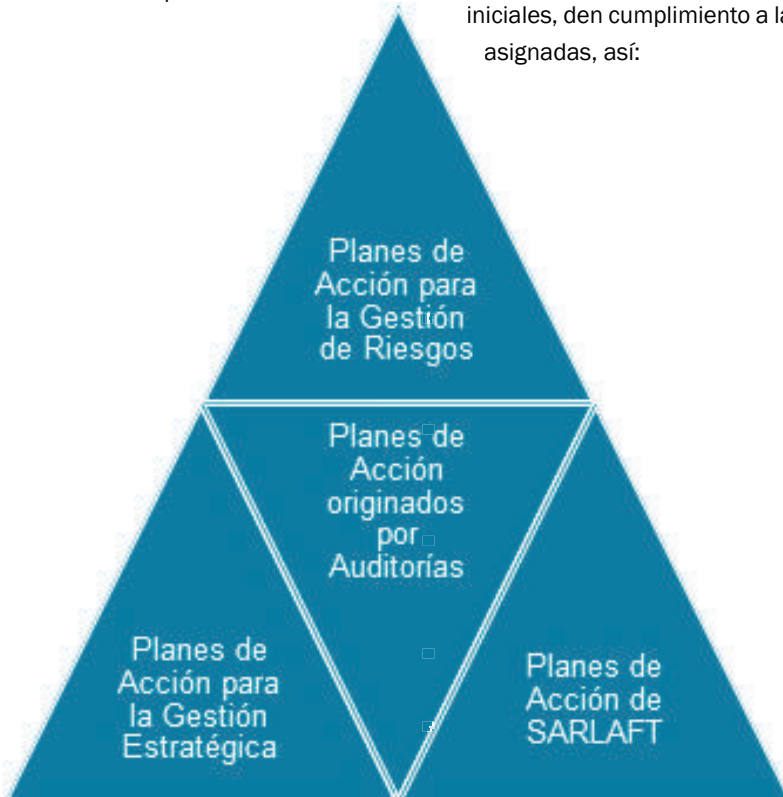 iniciales, den cumplimiento a la
asignadas, así:
Planes de
Acción para
la Gestión
de Riesgos
Planes de
Acción
originados
por
Auditorías
Planes de
Acción para
la Gestión
Estratégica
Planes de
Acción de
SARLAFT